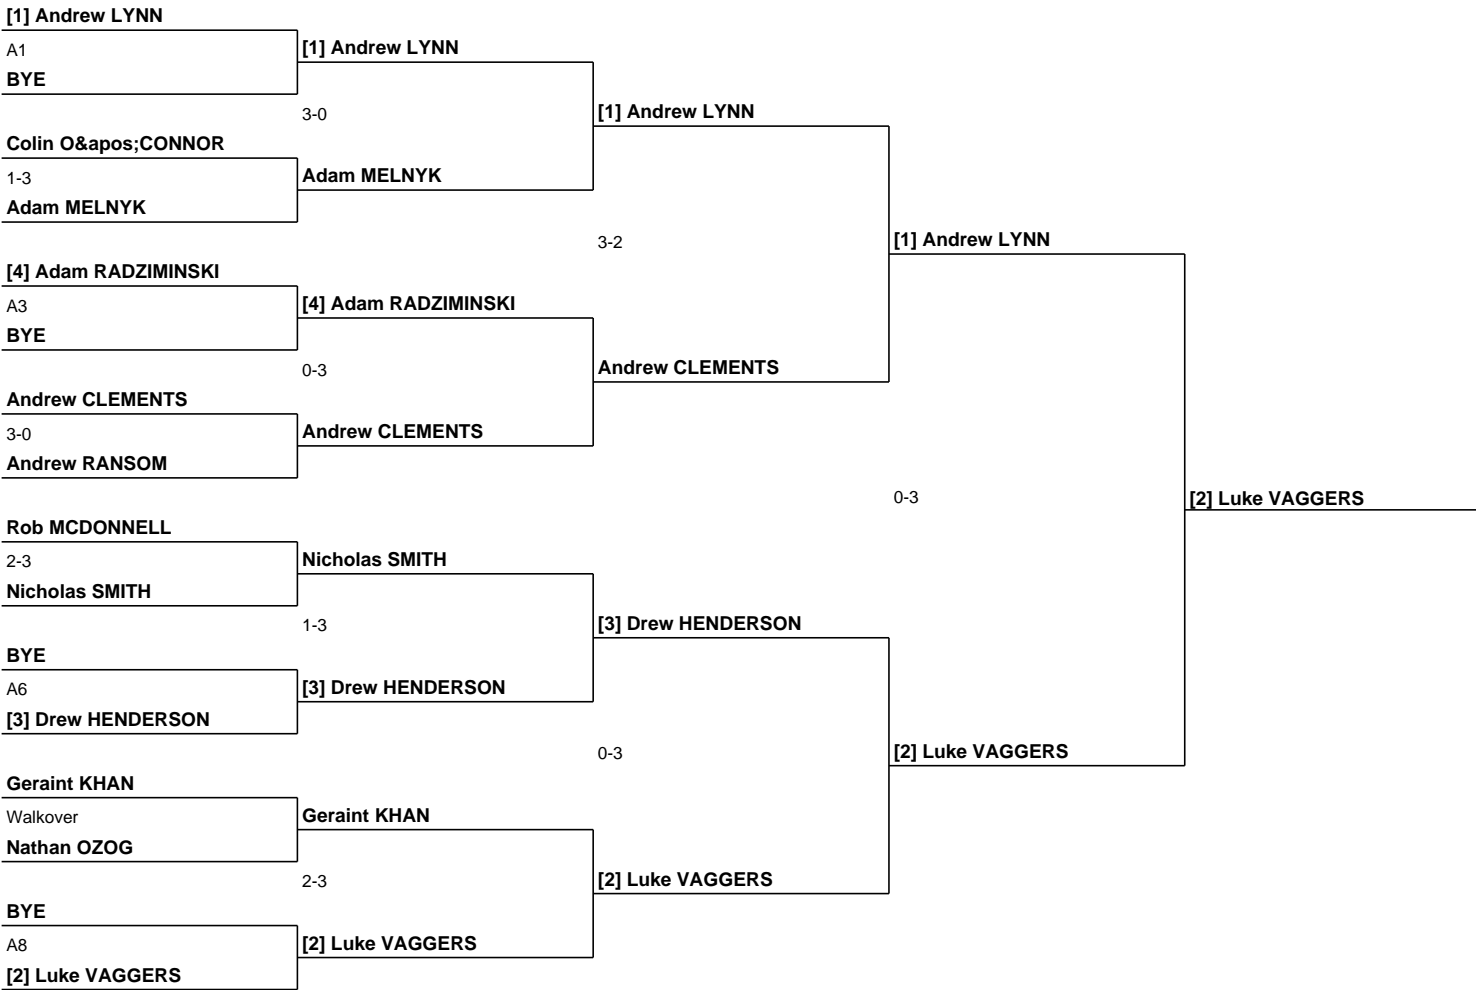 [1] Andrew LYNN
A1
BYE
Colin O&apos;CONNOR
1-3
Adam MELNYK
[4] Adam RADZIMINSKI
A3
BYE
Andrew CLEMENTS
3-0
Andrew RANSOM
Rob MCDONNELL
2-3
Nicholas SMITH
BYE
A6
[3] Drew HENDERSON
Geraint KHAN
Walkover
Nathan OZOG
BYE
A8
[2] Luke VAGGERS
[1] Andrew LYNN
3-0
Adam MELNYK
[4] Adam RADZIMINSKI
0-3
Andrew CLEMENTS
Nicholas SMITH
1-3
[3] Drew HENDERSON
Geraint KHAN
2-3
[2] Luke VAGGERS
[1] Andrew LYNN
3-2
Andrew CLEMENTS
[3] Drew HENDERSON
0-3
[2] Luke VAGGERS
[1] Andrew LYNN
0-3
[2] Luke VAGGERS
[2] Luke VAGGERS